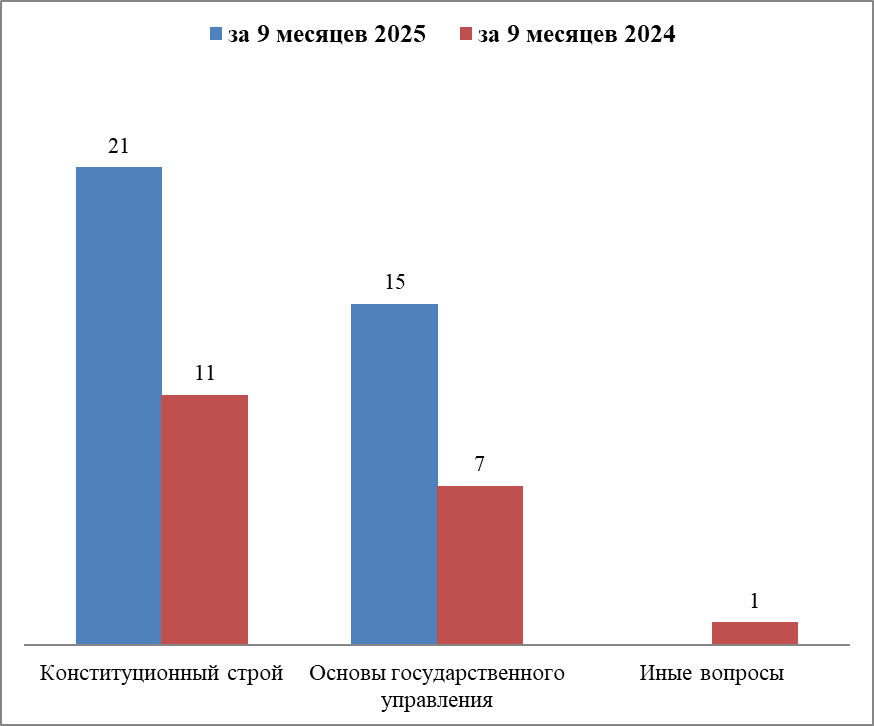 за 9 месяцев 2025 за 9 месяцев 2024
21
11
15
7
1
Конституционный строй
Основы государственного
управления
Иные вопросы